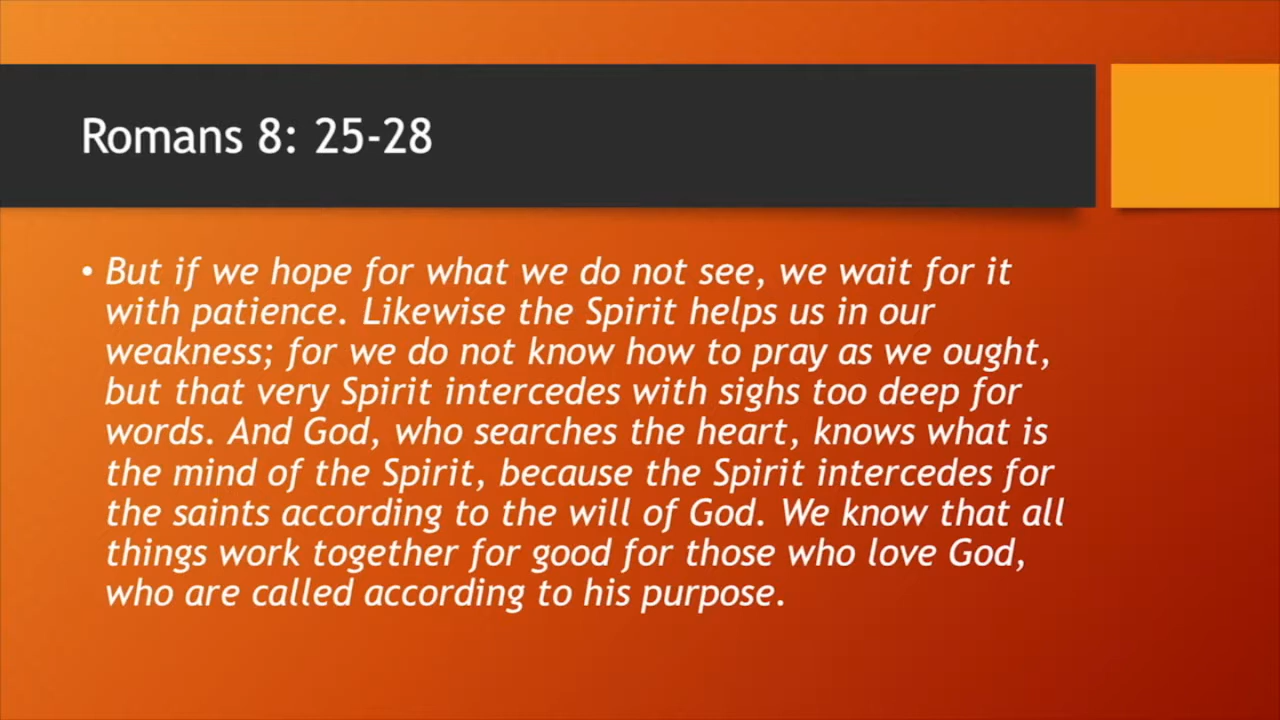 Romans 8: 25-28
• But if we hope for what we do not see, we wait for it
with patience. Likewise the Spirit helps us in our
weakness; for we do not know how to pray as we ought,
but that very Spirit intercedes with sighs too deep for
words. And God, who searches the heart, knows what is
the mind of the Spirit, because the Spirit intercedes for
the saints according to the will of God. We know that all
things work together for good for those who love God,
who are called according to his purpose.